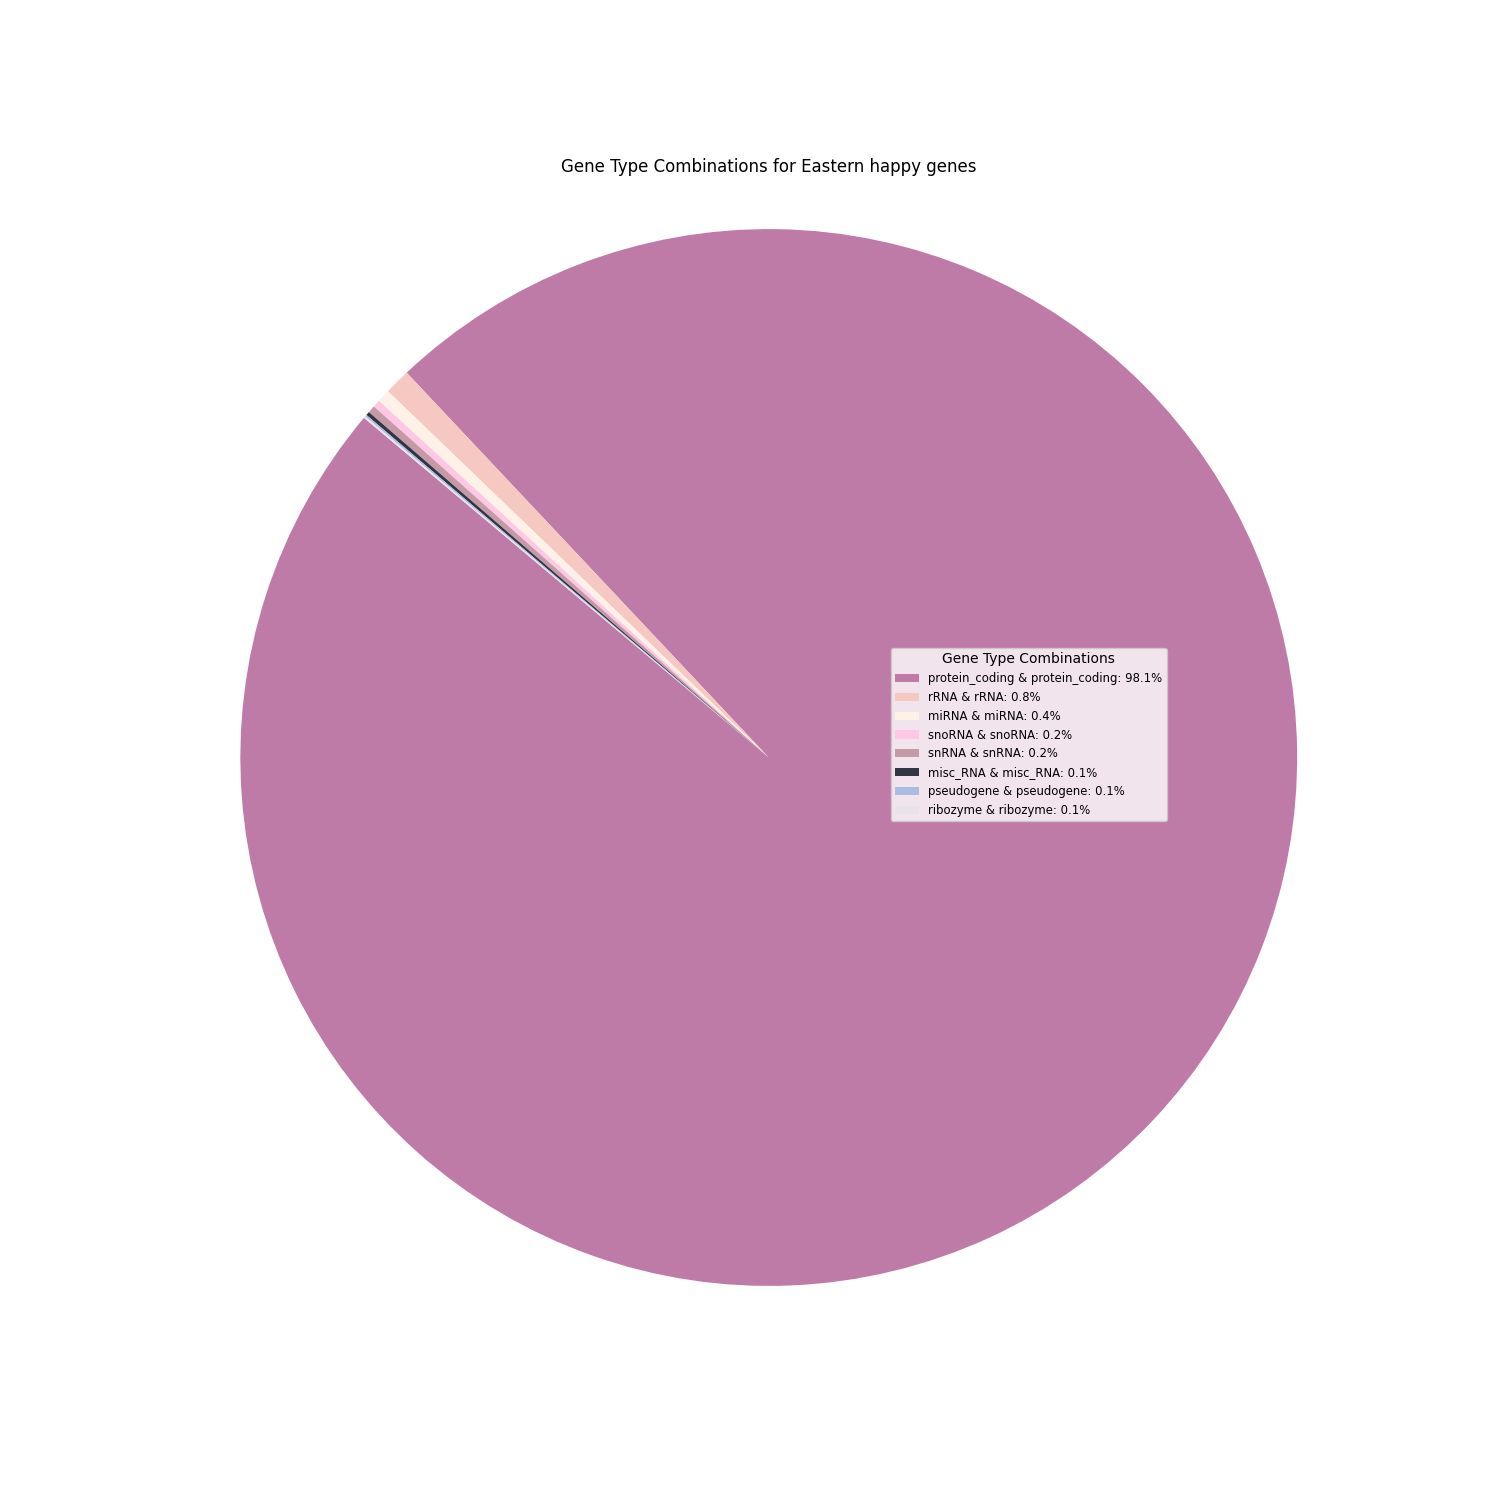 Gene Type Combinations for Eastern happy genes
Gene Type Combinations
protein_coding & protein_coding: 98.1%
rRNA & rRNA: 0.8%
miRNA & miRNA: 0.4%
snoRNA & snoRNA: 0.2%
snRNA & snRNA: 0.2%
misc_RNA & misc_RNA: 0.1%
pseudogene & pseudogene: 0.1%
ribozyme & ribozyme: 0.1%